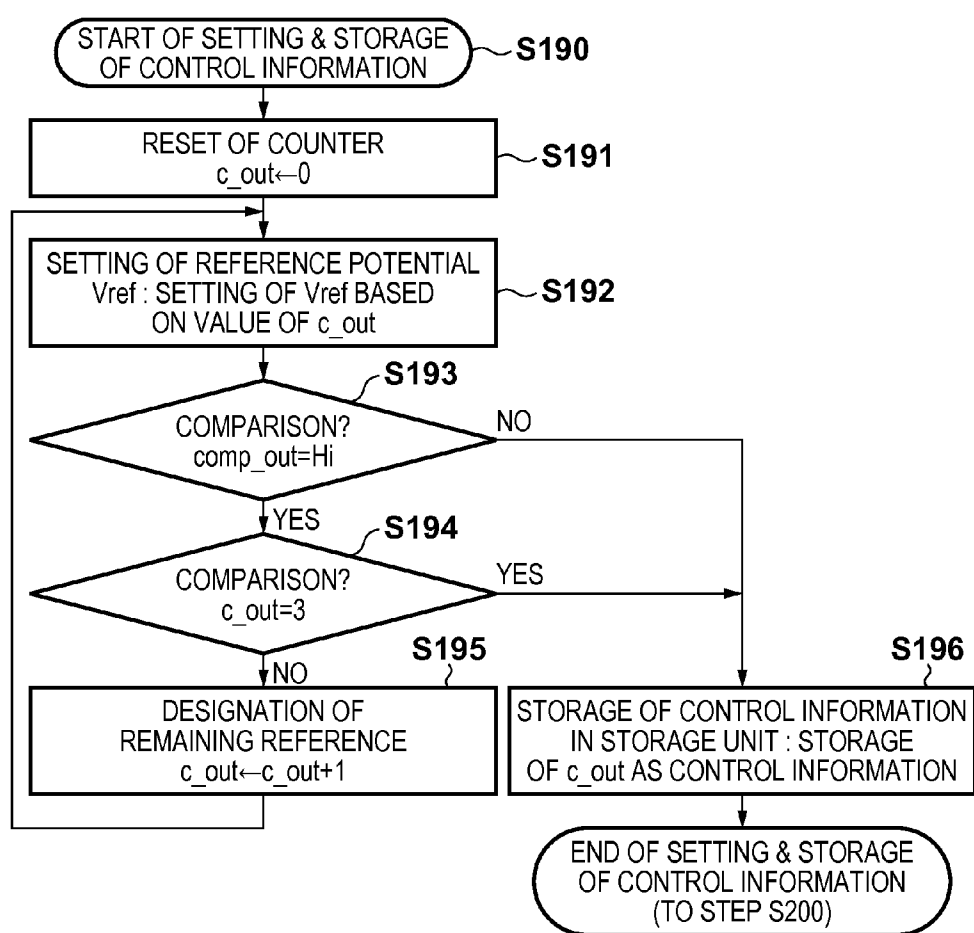 START OF SETTING & STORAGE
OF CONTROL INFORMATION
S190
RESET OF COUNTER
c_out←0
S191
SETTING OF REFERENCE POTENTIAL
Vref : SETTING OF Vref BASED
ON VALUE OF c_out
S192
S193
COMPARISON?
comp_out=Hi
NO
YES
S194
COMPARISON?
c_out=3
YES
NO
S195
DESIGNATION OF
REMAINING REFERENCE
c_out←c_out+1
S196
STORAGE OF CONTROL INFORMATION
IN STORAGE UNIT : STORAGE
OF c_out AS CONTROL INFORMATION
END OF SETTING & STORAGE
OF CONTROL INFORMATION
(TO STEP S200)